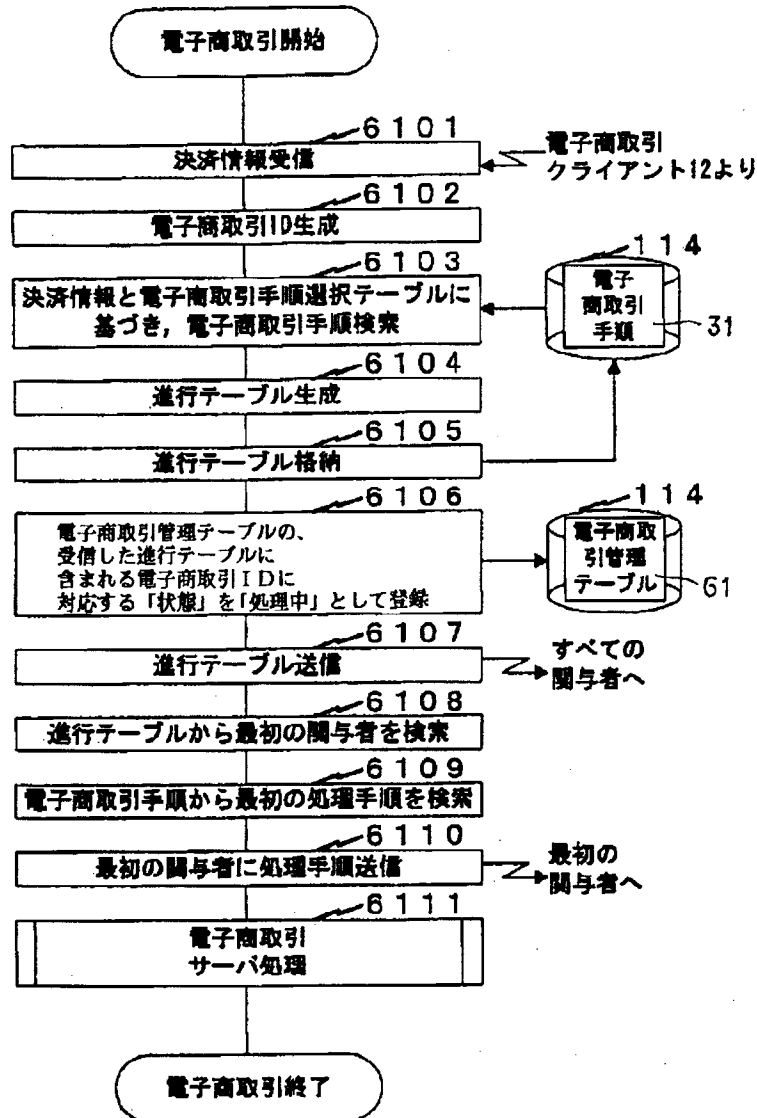 電子商取引開始
6101
決済情報受信
電子商取引
クライアント12より
6102
電子商取引ID生成
6103
決済情報と電子商取引手順選択テーブルに
基づき，電子商取引手順検索
114
電子
商取引
手順
31
6104
進行テーブル生成
6105
進行テーブル格納
6106
電子商取引管理テーブルの、
受信した進行テーブルに
含まれる電子商取引ＩＤに
対応する「状態」を「処理中」として登録
114
電子商取
引管理
テーブル
61
6107
進行テーブル送信
すべての
関与者へ
6108
進行テーブルから最初の関与者を検索
6109
電子商取引手順から最初の処理手順を検索
6110
最初の関与者に処理手順送信
最初の
関与者へ
6111
電子商取引
サーバ処理
電子商取引終了